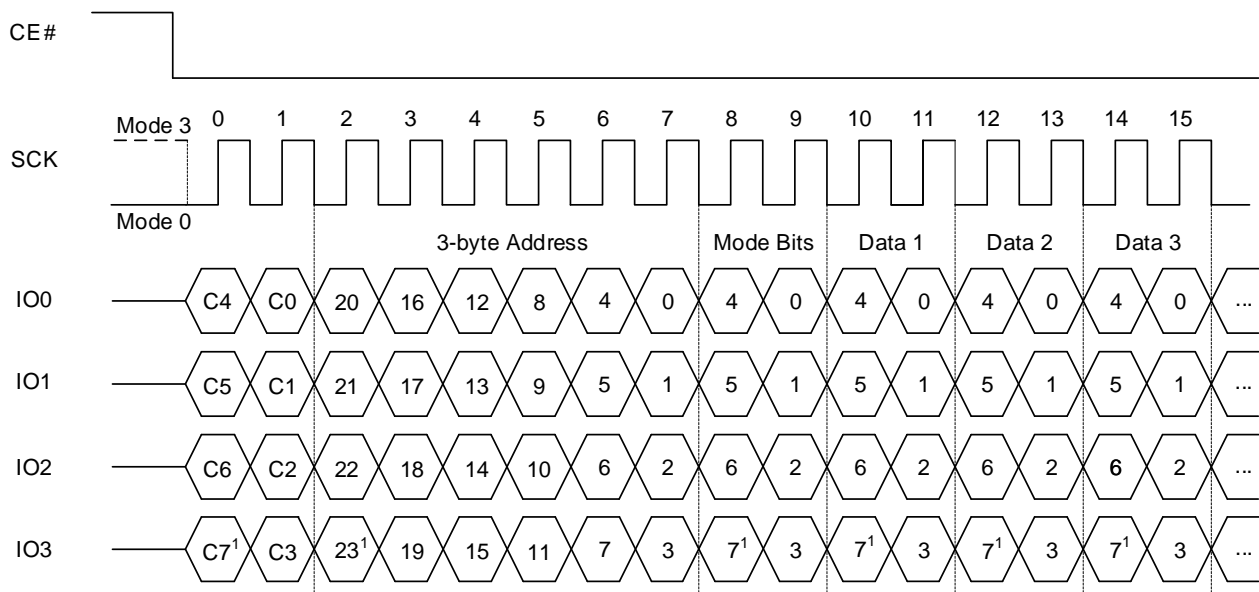 CE#
Mode 3 0 1 2 3 4 5 6 7 8 9 10 11 12 13 14 15
SCK
Mode 0
3-byte Address Mode Bits Data 1 Data 2 Data 3
IO0 C4 C0 20 16 12 8 4 0 4 0 4 0 4 0 4 0 ...
IO1 C5 C1 21 17 13 9 5 1 5 1 5 1 5 1 5 1 ...
IO2 C6 C2 22 18 14 10 6 2 6 2 6 2 6 2 6 2 ...
IO3 C7¹ C3 23¹ 19 15 11 7 3 7¹ 3 7¹ 3 7¹ 3 7¹ 3 ...